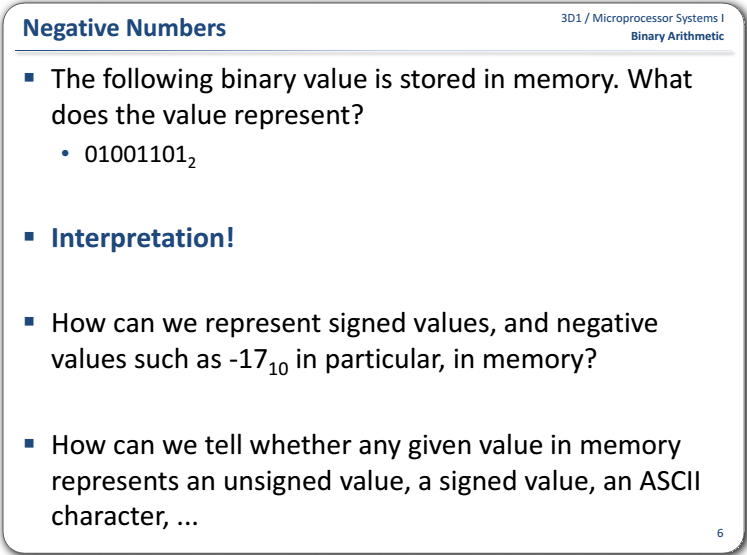 Negative Numbers
3D1 / Microprocessor Systems I
Binary Arithmetic
▪ The following binary value is stored in memory. What
does the value represent?
• 01001101₂
▪ Interpretation!
▪ How can we represent signed values, and negative
values such as -17₁₀ in particular, in memory?
▪ How can we tell whether any given value in memory
represents an unsigned value, a signed value, an ASCII
character, ...
6